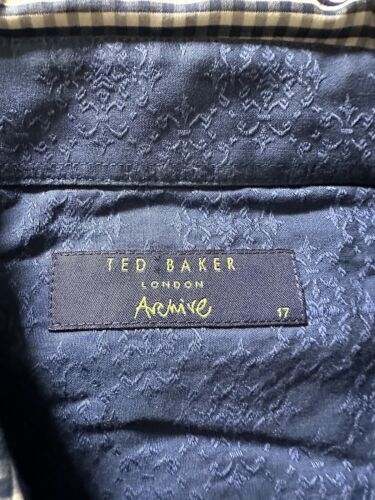 TED BAKER
LONDON
Archive
17